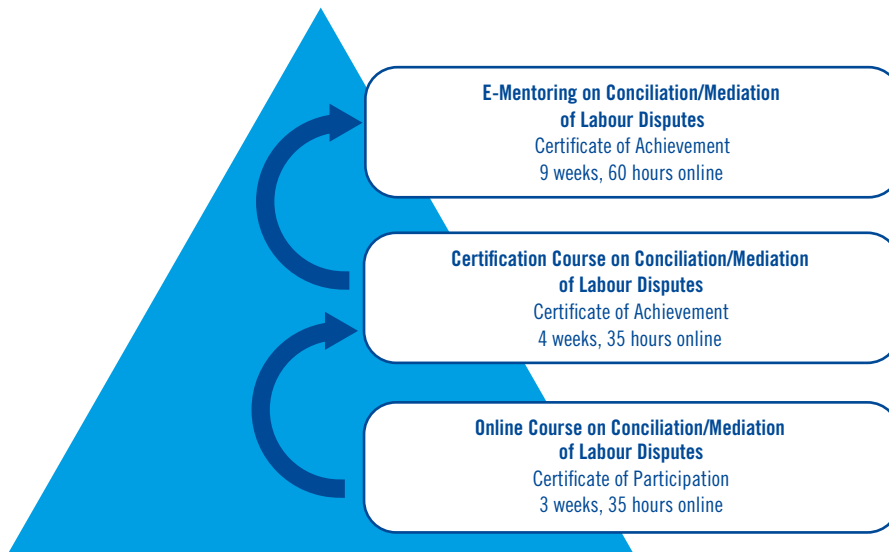 E-Mentoring on Conciliation/Mediation
of Labour Disputes
Certificate of Achievement
9 weeks, 60 hours online
Certification Course on Conciliation/Mediation
of Labour Disputes
Certificate of Achievement
4 weeks, 35 hours online
Online Course on Conciliation/Mediation
of Labour Disputes
Certificate of Participation
3 weeks, 35 hours online